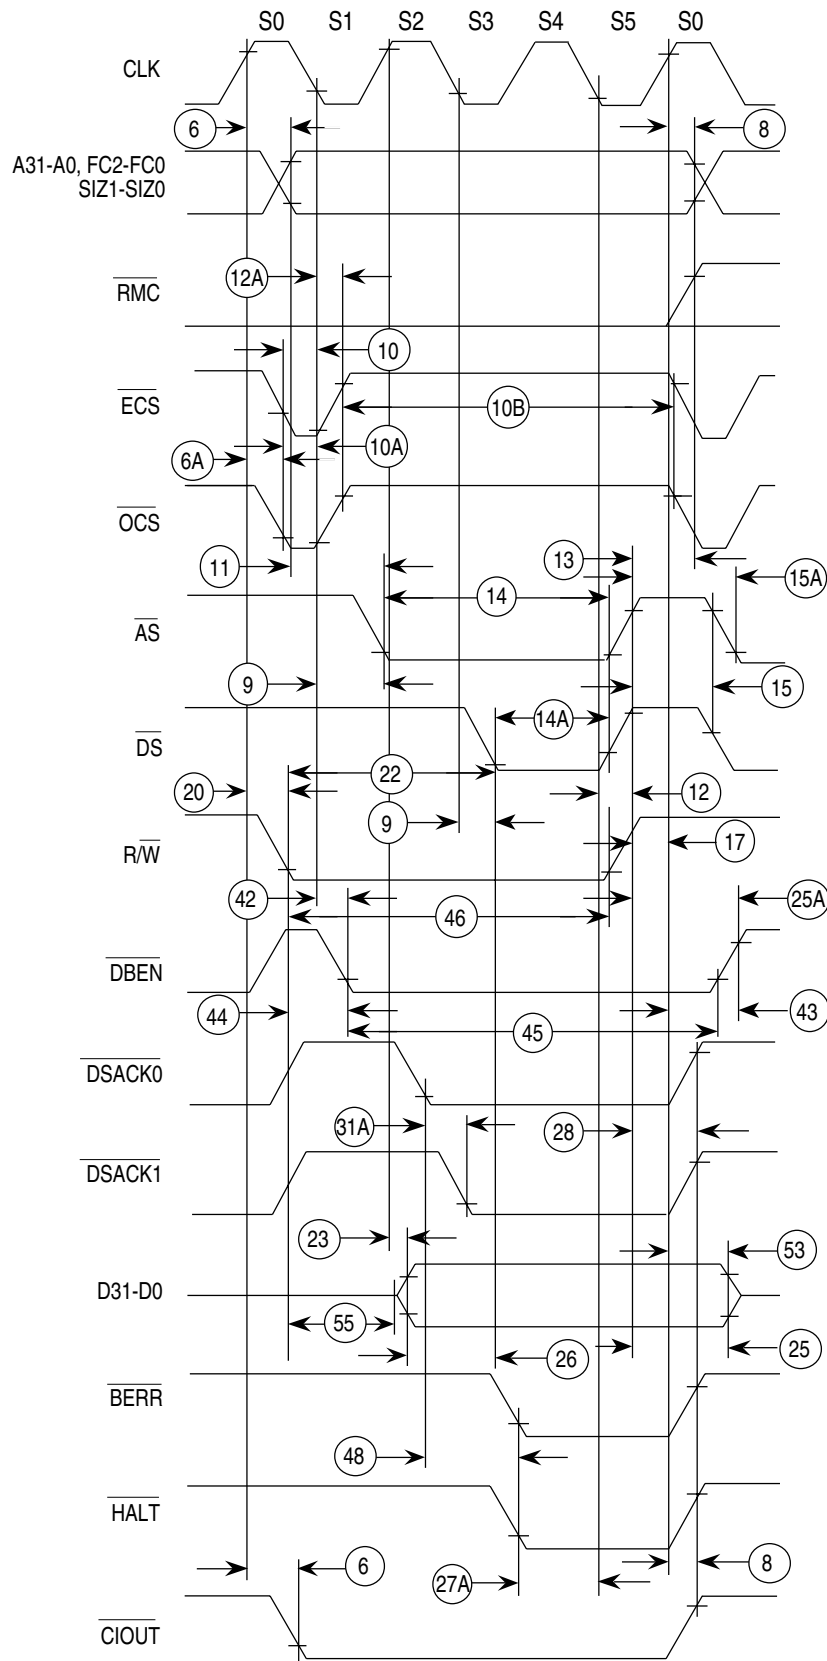 S0 S1 S2 S3 S4 S5 S0
CLK
6 8
A31-A0, FC2-FC0
SIZ1-SIZ0
12A
RMC
10
ECS 10B
10A
6A
OCS
13
11 15A
14
AS
9 15
14A
DS
22
20 12
9
17
R/W
42 25A
46
DBEN
44 43
45
DSACK0
31A 28
DSACK1
23
53
D31-D0
55
26 25
BERR
48
HALT
6 8
27A
CIOUT